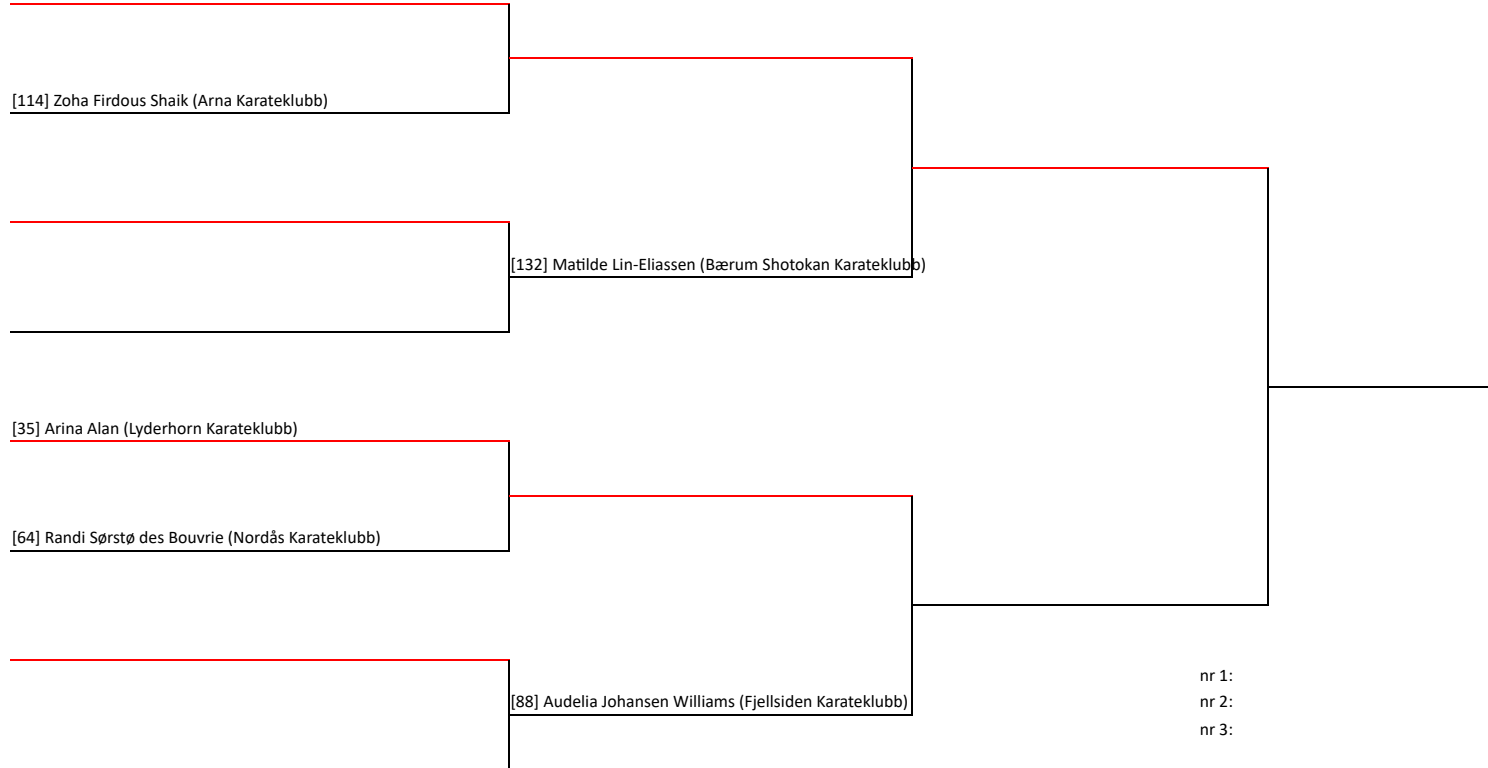 [114] Zoha Firdous Shaik (Arna Karateklubb)
[132] Matilde Lin-Eliassen (Bærum Shotokan Karateklubb)
[35] Arina Alan (Lyderhorn Karateklubb)
[64] Randi Sørstø des Bouvrie (Nordås Karateklubb)
[88] Audelia Johansen Williams (Fjellsiden Karateklubb)
nr 1:
nr 2:
nr 3: